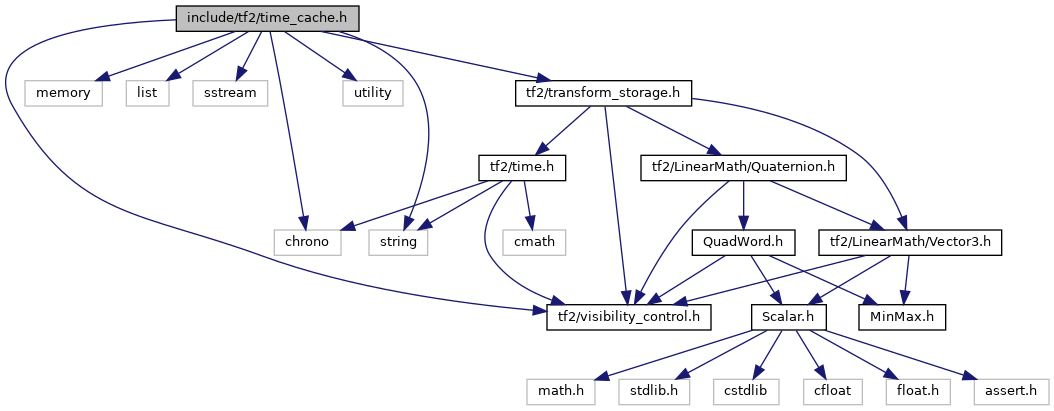 include/tf2/time_cache.h
memory
list
sstream
utility
tf2/transform_storage.h
tf2/time.h
tf2/LinearMath/Quaternion.h
chrono
string
cmath
QuadWord.h
tf2/LinearMath/Vector3.h
tf2/visibility_control.h
Scalar.h
MinMax.h
math.h
stdlib.h
cstdlib
cfloat
float.h
assert.h